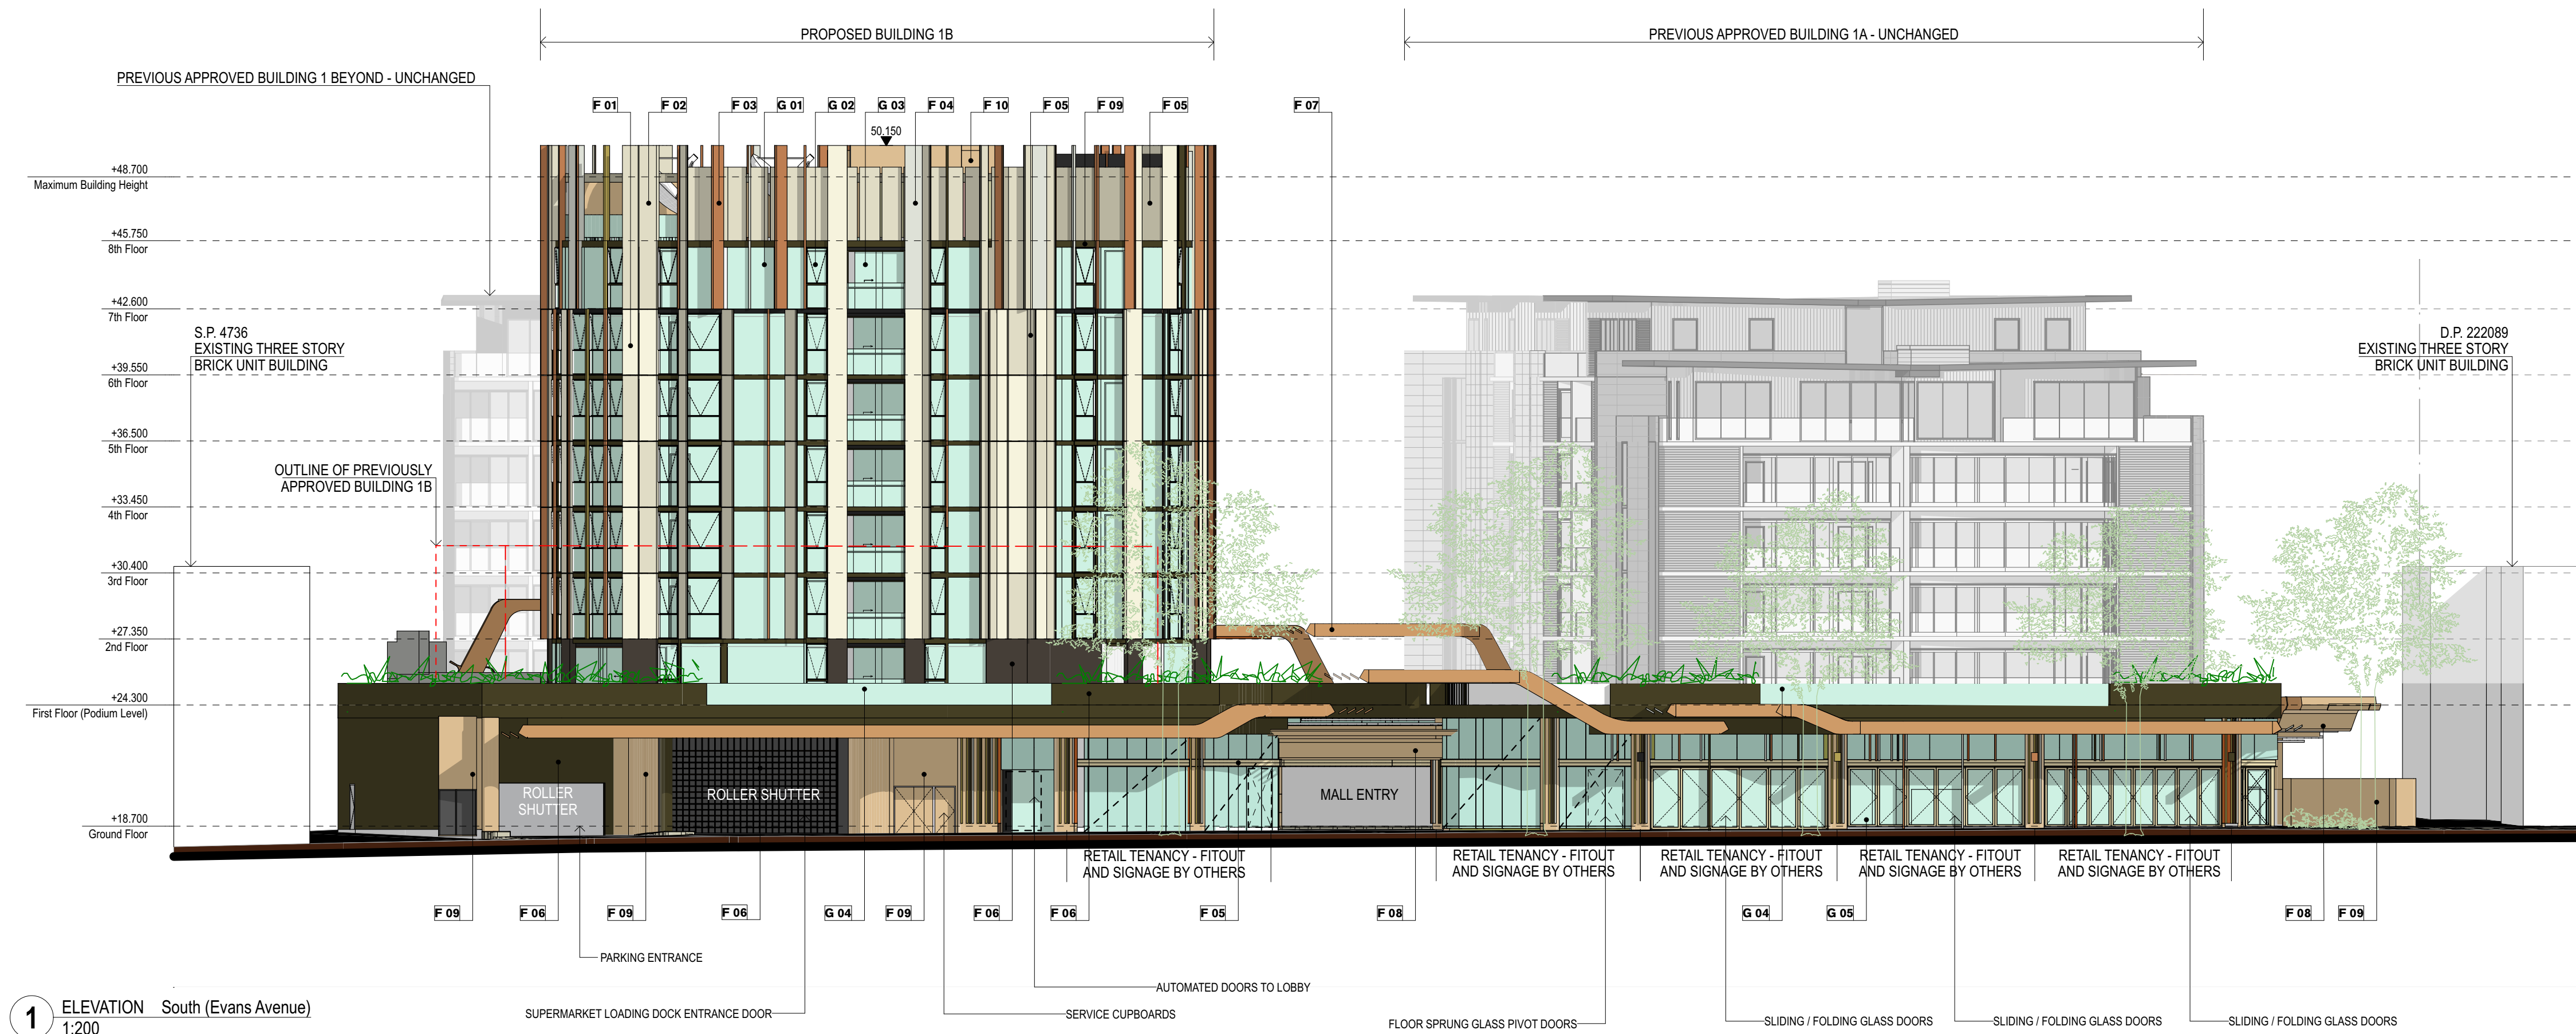 PROPOSED BUILDING 1B
PREVIOUS APPROVED BUILDING 1A - UNCHANGED
PREVIOUS APPROVED BUILDING 1 BEYOND - UNCHANGED
F 01
F 02
F 03
G 01
G 02
G 03
F 04
F 10
F 05
F 09
F 05
F 07
50.150
+48.700
Maximum Building Height
+45.750
8th Floor
+42.600
7th Floor
S.P. 4736
EXISTING THREE STORY
BRICK UNIT BUILDING
D.P. 222089
EXISTING THREE STORY
BRICK UNIT BUILDING
+39.550
6th Floor
+36.500
5th Floor
OUTLINE OF PREVIOUSLY
APPROVED BUILDING 1B
+33.450
4th Floor
+30.400
3rd Floor
+27.350
2nd Floor
+24.300
First Floor (Podium Level)
+18.700
Ground Floor
ROLLER
SHUTTER
ROLLER SHUTTER
MALL ENTRY
RETAIL TENANCY - FITOUT
AND SIGNAGE BY OTHERS
RETAIL TENANCY - FITOUT
AND SIGNAGE BY OTHERS
RETAIL TENANCY - FITOUT
AND SIGNAGE BY OTHERS
RETAIL TENANCY - FITOUT
AND SIGNAGE BY OTHERS
RETAIL TENANCY - FITOUT
AND SIGNAGE BY OTHERS
F 09
F 06
F 09
F 06
G 04
F 09
F 06
F 06
F 05
F 08
G 04
G 05
F 08
F 09
PARKING ENTRANCE
AUTOMATED DOORS TO LOBBY
SUPERMARKET LOADING DOCK ENTRANCE DOOR
SERVICE CUPBOARDS
FLOOR SPRUNG GLASS PIVOT DOORS
SLIDING / FOLDING GLASS DOORS
SLIDING / FOLDING GLASS DOORS
SLIDING / FOLDING GLASS DOORS
1
ELEVATION South (Evans Avenue)
1:200